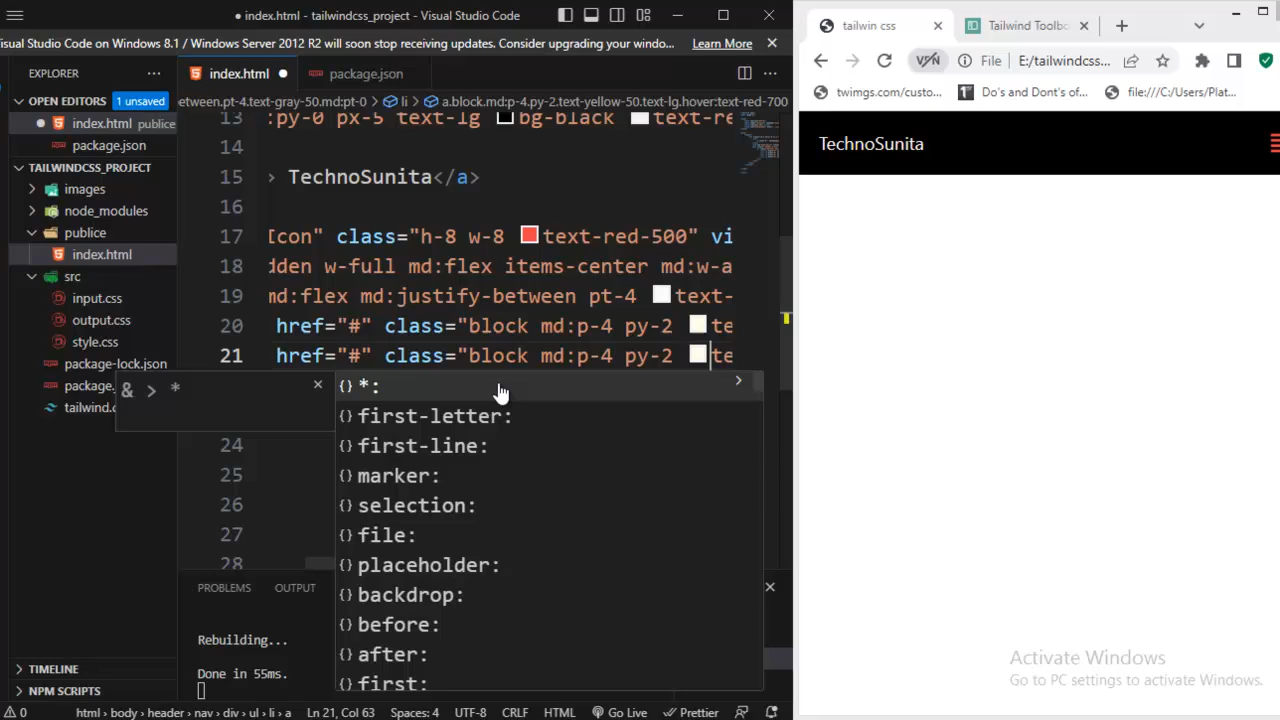 ● index.html - tailwindcss_project - Visual Studio Code
isual Studio Code on Windows 8.1 / Windows Server 2012 R2 will soon stop receiving updates. Consider upgrading your windo... Learn More
EXPLORER
OPEN EDITORS 1 unsaved
index.html publice
package.json
TAILWINDCSS_PROJECT
images
node_modules
publice
index.html
src
input.css
output.css
style.css
package-lock.json
package.
tailwind.c
TIMELINE
NPM SCRIPTS
index.html ● package.json
etween.pt-4.text-gray-50.md:pt-0 > li > a.block.md:p-4.py-2.text-yellow-50.text-lg.hover:text-red-700
13 :py-0 px-5 text-lg bg-black text-re
14
15 > TechnoSunita</a>
16
17 Icon" class="h-8 w-8 text-red-500" vi
18 dden w-full md:flex items-center md:w-a
19 md:flex md:justify-between pt-4 text-
20 href="#" class="block md:p-4 py-2 te
21 href="#" class="block md:p-4 py-2 te
& > *
{} *:
{} first-letter:
{} first-line:
{} marker:
{} selection:
{} file:
{} placeholder:
{} backdrop:
{} before:
{} after:
{} first:
24
25
26
27
28
PROBLEMS OUTPUT
Rebuilding...
Done in 55ms.
0 html > body > header > nav > div > ul > li > a Ln 21, Col 63 Spaces: 4 UTF-8 CRLF HTML Go Live Prettier
tailwin css
Tailwind Toolbo
VPN File E:/tailwindcss...
twimgs.com/custo... Do's and Dont's of... file:///C:/Users/Plat...
TechnoSunita
Activate Windows
Go to PC settings to activate Windows.